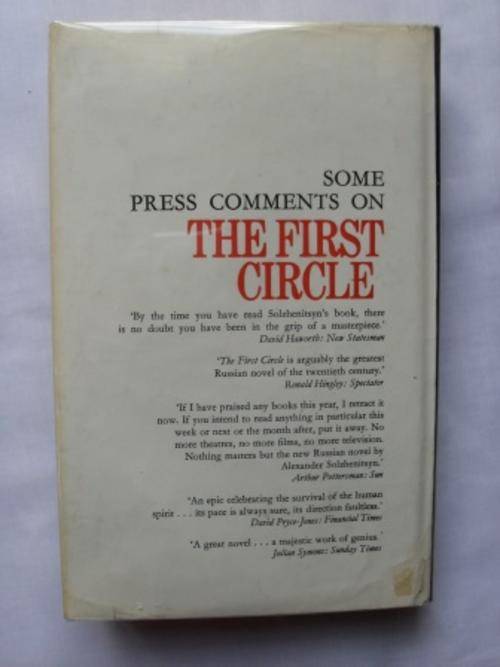 SOME
PRESS COMMENTS ON
THE FIRST
CIRCLE
'By the time you have read Solzhenitsyn's book, there
is no doubt you have been in the grip of a masterpiece.'
David Haworth: New Statesman
'The First Circle is arguably the greatest
Russian novel of the twentieth century.'
Ronald Hingley: Spectator
'If I have praised any books this year, I retract it
now. If you intend to read anything in particular this
week or next or the month after, put it away. No
more theatres, no more films, no more television.
Nothing matters but the new Russian novel by
Alexander Solzhenitsyn.'
Arthur Pottersman: Sun
'An epic celebrating the survival of the human
spirit . . . its pace is always sure, its direction faultless.'
David Pryce-Jones: Financial Times
'A great novel . . . a majestic work of genius.'
Julian Symons: Sunday Times